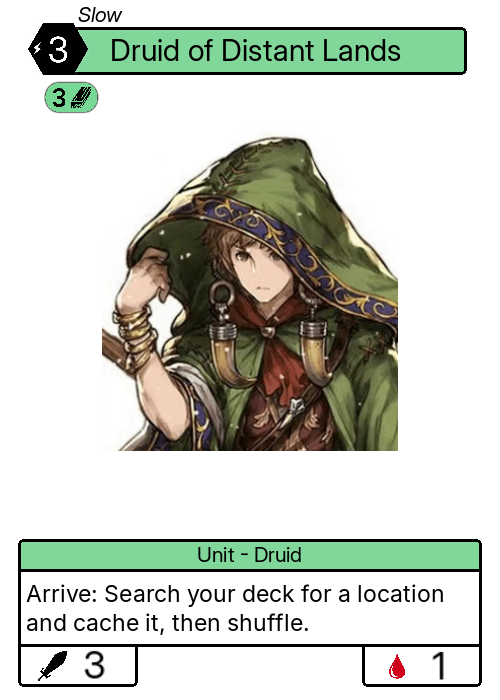 Slow
3 Druid of Distant Lands
3
Unit - Druid
Arrive: Search your deck for a location
and cache it, then shuffle.
3 1